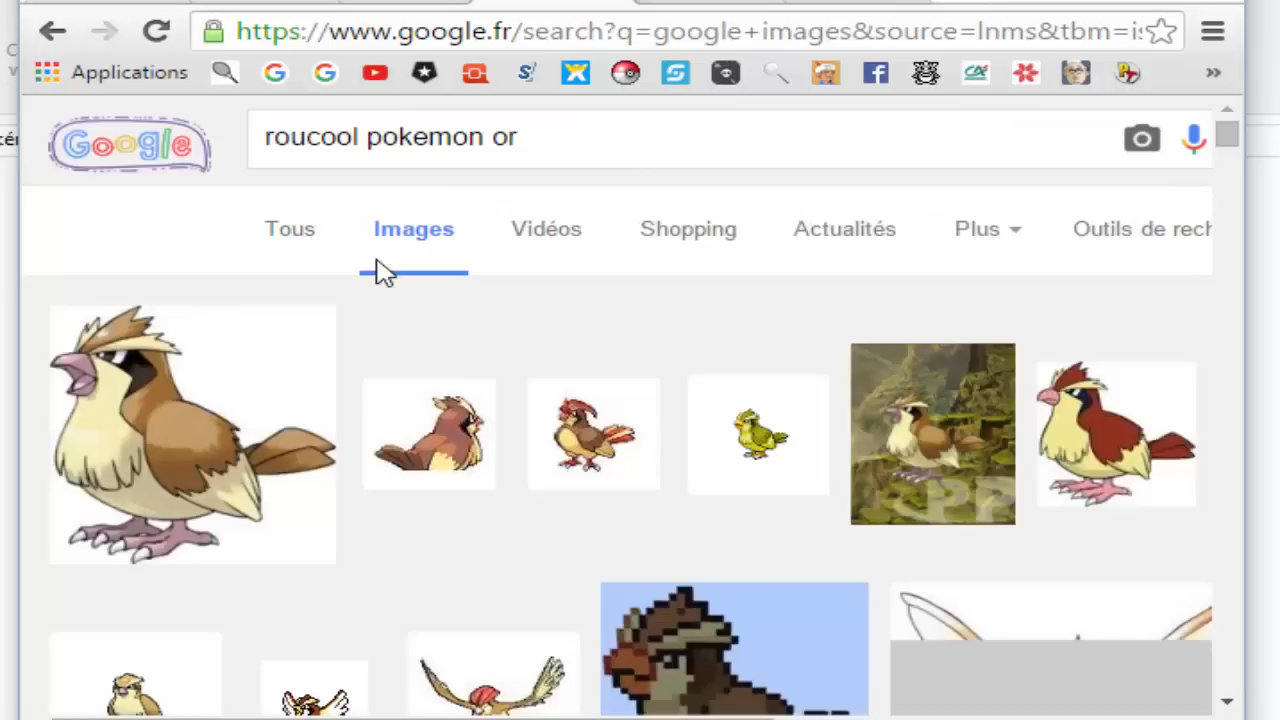 https://www.google.fr/search?q=google+images&source=lnms&tbm=i
Applications
Google
roucool pokemon or
Tous Images Vidéos Shopping Actualités Plus Outils de rech
PP